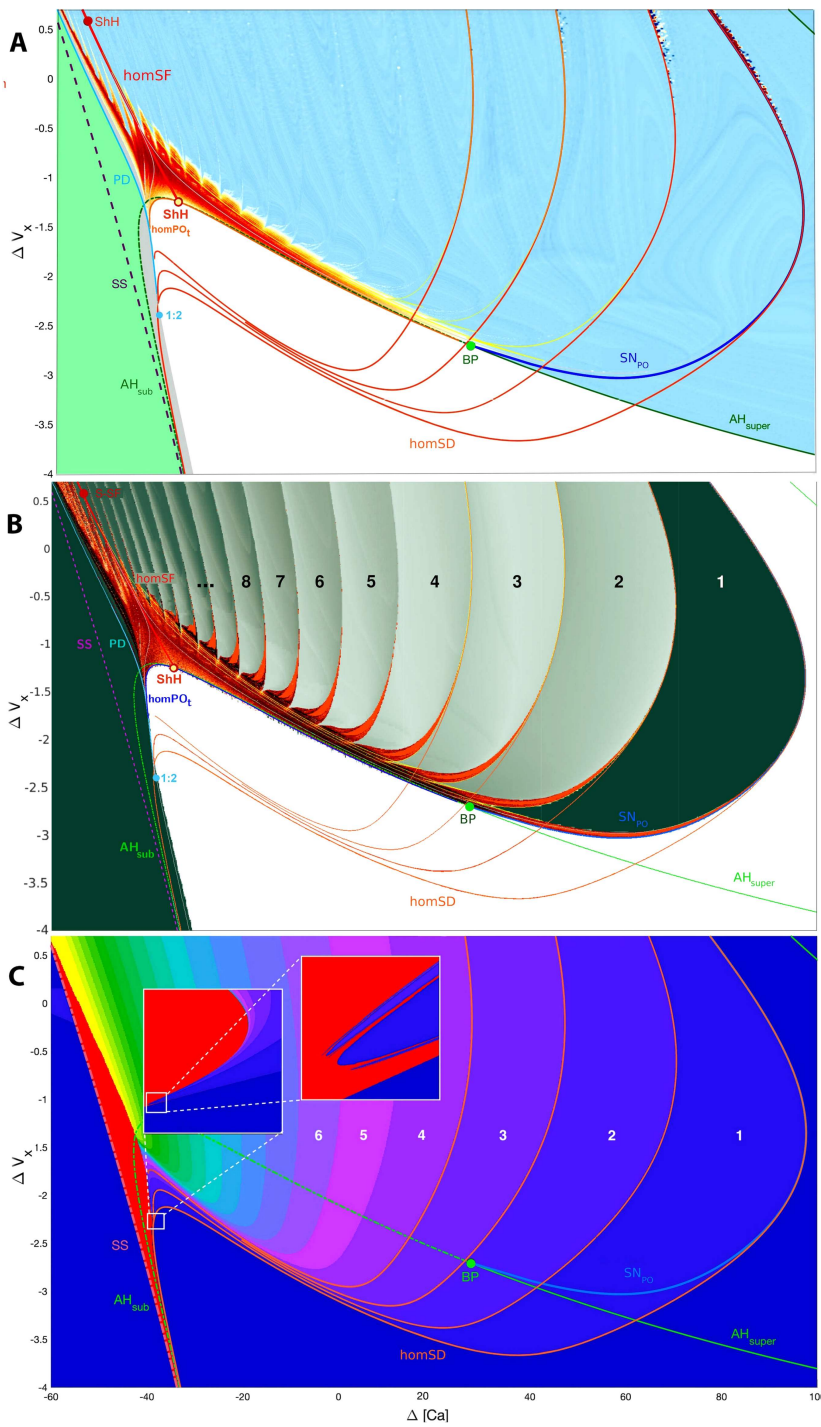 A
0.5
0
-0.5
-1
-1.5
-2
-2.5
-3
-3.5
-4
Δ Vx
ShH
homSF
PD
ShH
homPOt
SS
1:2
AHsub
BP
SNPO
AHsuper
homSD
B
0.5
0
-0.5
-1
-1.5
-2
-2.5
-3
-3.5
-4
Δ Vx
homSF
... 8 7 6 5 4 3 2 1
SS
PD
ShH
homPOt
1:2
AHsub
BP
SNPO
AHsuper
homSD
C
0.5
0
-0.5
-1
1.5
-2
-2.5
-3
-3.5
-4
Δ Vx
6 5 4 3 2 1
SS
BP
SNPO
AHsub
AHsuper
homSD
-60 -40 -20 0 20 40 60 80 100
Δ [Ca]